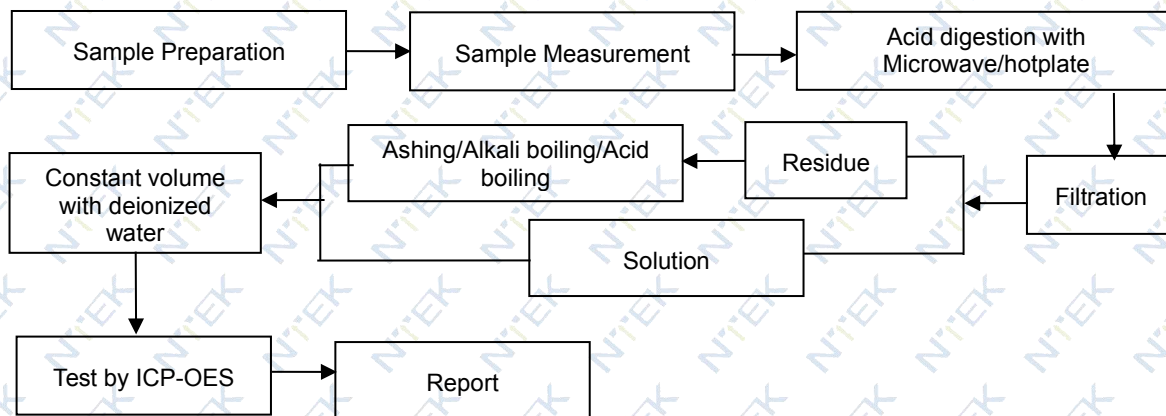 Sample Preparation
Sample Measurement
Acid digestion with
Microwave/hotplate
Filtration
Residue
Solution
Ashing/Alkali boiling/Acid
boiling
Constant volume
with deionized
water
Test by ICP-OES
Report
NTEK